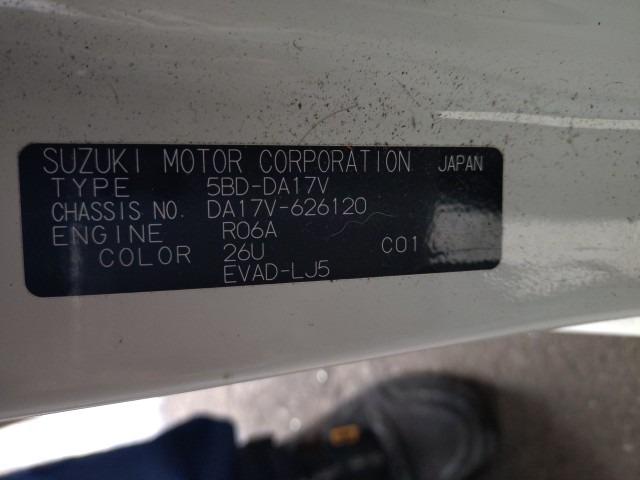 SUZUKI MOTOR CORPORATION JAPAN
TYPE 5BD-DA17V
CHASSIS NO. DA17V-626120
ENGINE R06A
COLOR 26U C01
EVAD-LJ5